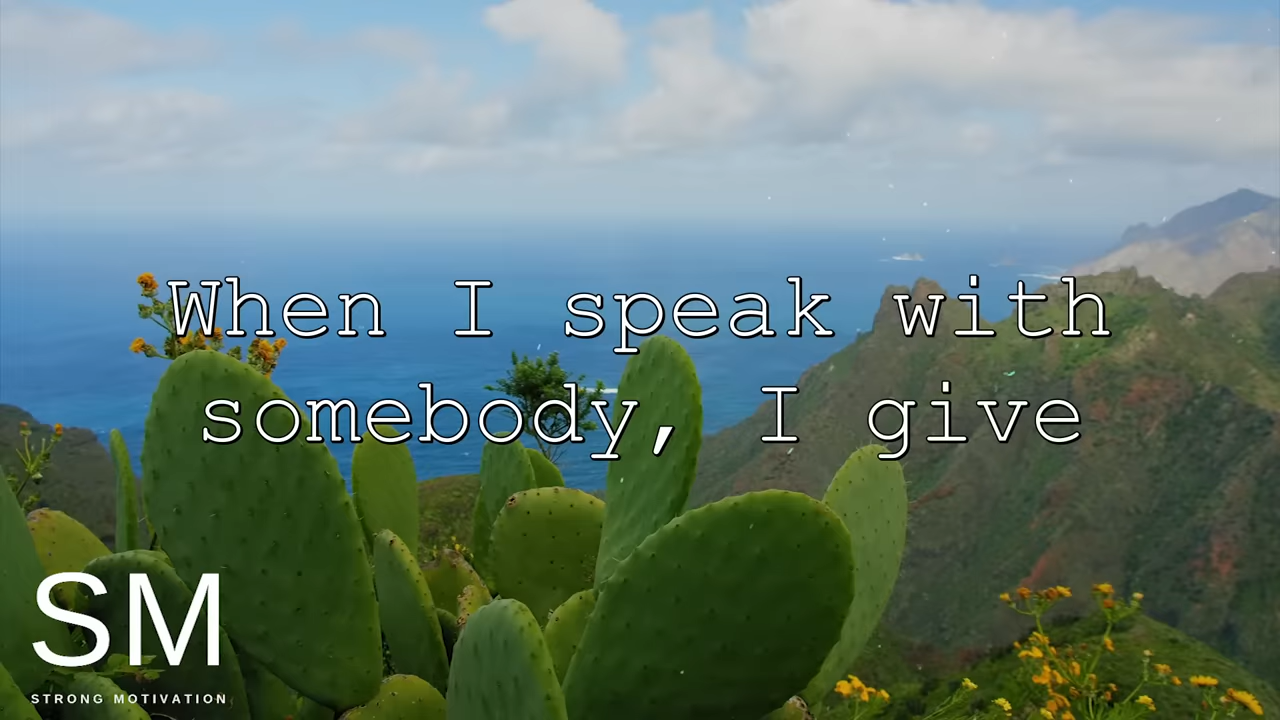 When I speak with
somebody, I give
SM
STRONG MOTIVATION